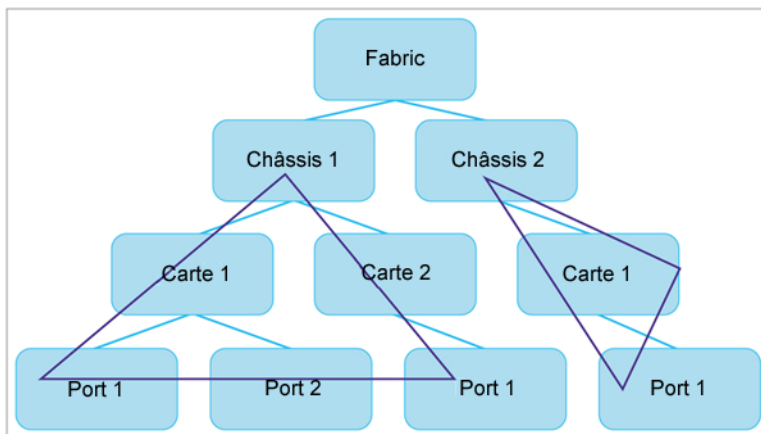 Fabric
Châssis 1
Châssis 2
Carte 1
Carte 2
Carte 1
Port 1
Port 2
Port 1
Port 1